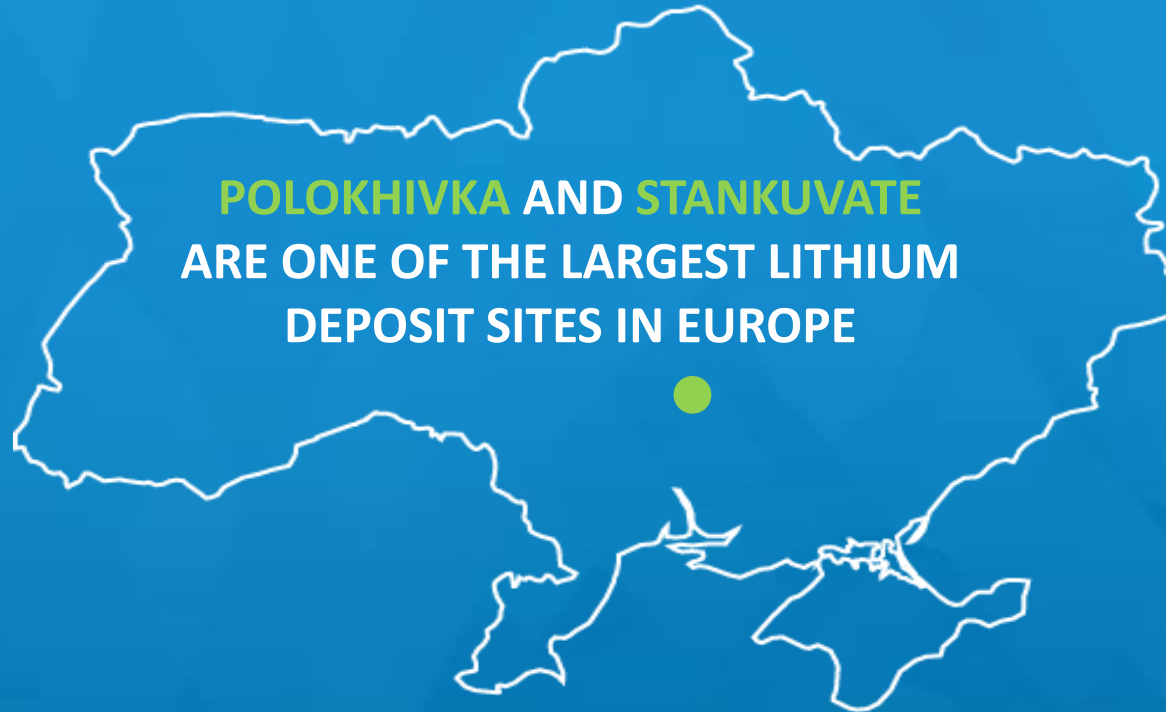 POLOKHIVKA AND STANKUVATE
ARE ONE OF THE LARGEST LITHIUM
DEPOSIT SITES IN EUROPE